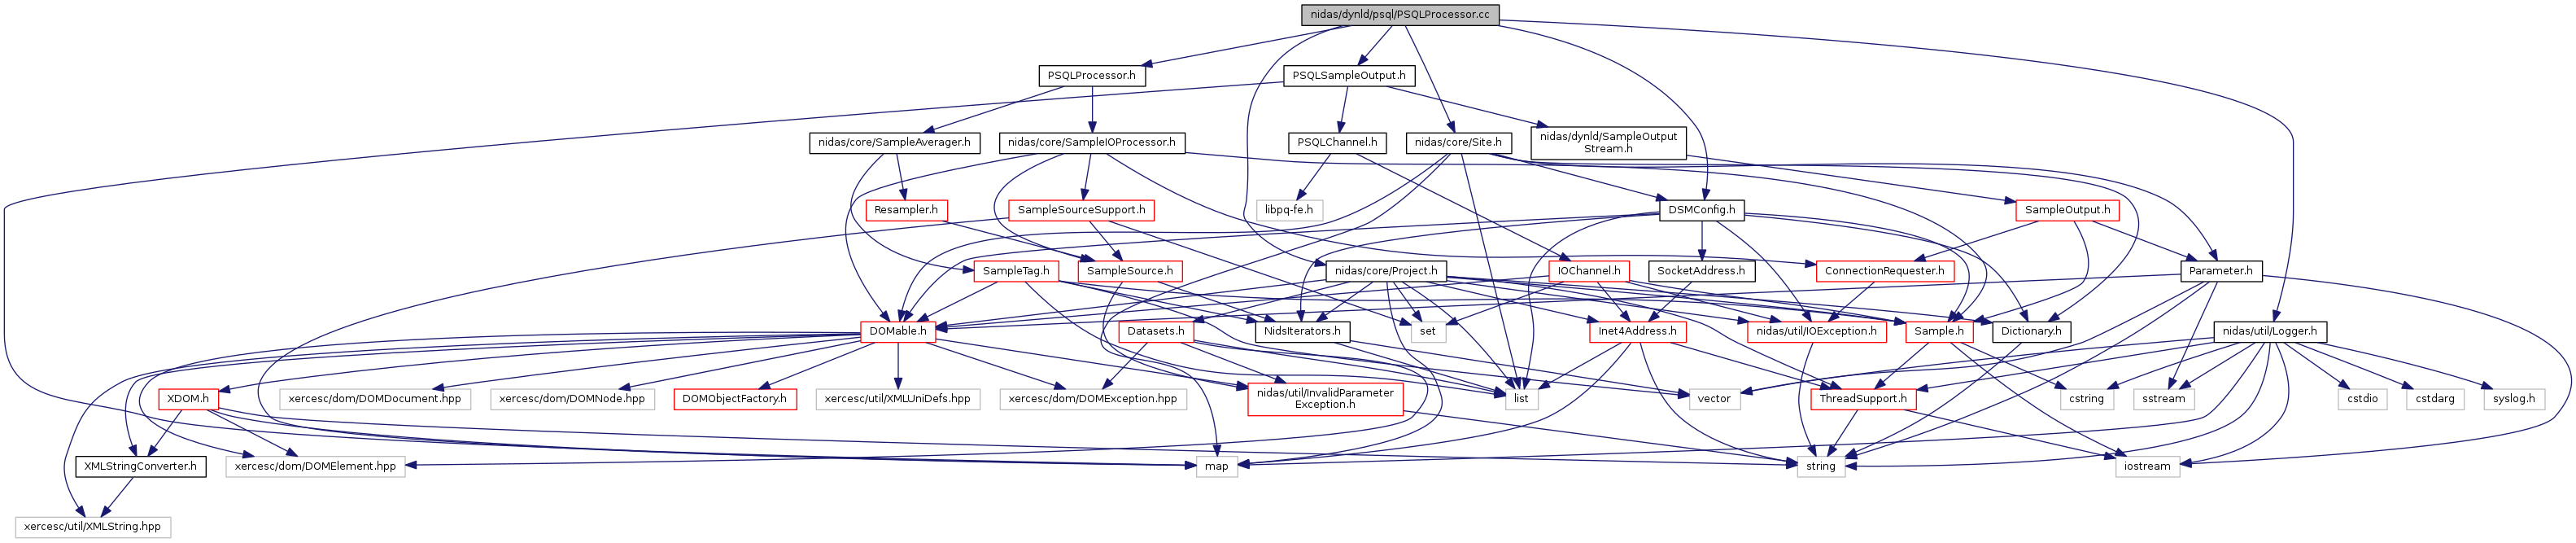 nidas/dynld/psql/PSQLProcessor.cc
PSQLProcessor.h
PSQLSampleOutput.h
nidas/core/SampleAverager.h
nidas/core/SampleIOProcessor.h
PSQLChannel.h
nidas/core/Site.h
nidas/dynld/SampleOutput
Stream.h
Resampler.h
SampleSourceSupport.h
libpq-fe.h
DSMConfig.h
SampleOutput.h
SampleTag.h
SampleSource.h
nidas/core/Project.h
IOChannel.h
SocketAddress.h
ConnectionRequester.h
Parameter.h
DOMable.h
Datasets.h
NidsIterators.h
set
Inet4Address.h
nidas/util/IOException.h
Sample.h
Dictionary.h
nidas/util/Logger.h
XDOM.h
xercesc/dom/DOMDocument.hpp
xercesc/dom/DOMNode.hpp
DOMObjectFactory.h
xercesc/util/XMLUniDefs.hpp
xercesc/dom/DOMException.hpp
nidas/util/InvalidParameter
Exception.h
list
vector
ThreadSupport.h
cstring
sstream
cstdio
cstdarg
syslog.h
XMLStringConverter.h
xercesc/dom/DOMElement.hpp
map
string
iostream
xercesc/util/XMLString.hpp